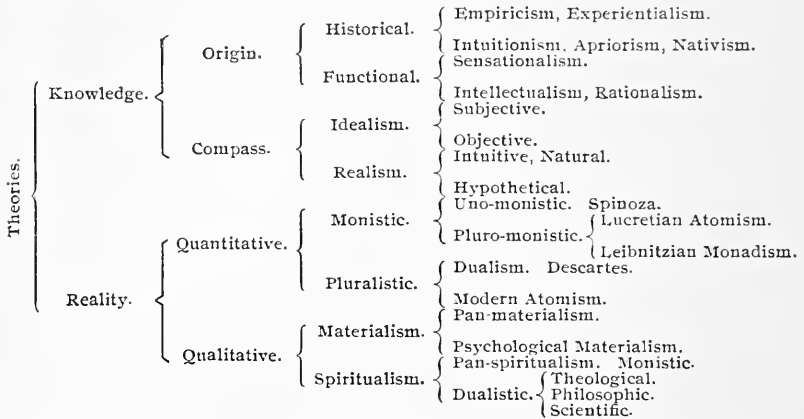 Theories.
Knowledge.
Origin.
Historical.
Empiricism, Experientialism.
Intuitionism. Apriorism, Nativism.
Functional.
Sensationalism.
Intellectualism, Rationalism.
Compass.
Idealism.
Subjective.
Objective.
Realism.
Intuitive, Natural.
Hypothetical.
Reality.
Quantitative.
Monistic.
Uno-monistic. Spinoza.
Pluro-monistic.
Lucretian Atomism.
Leibnitzian Monadism.
Pluralistic.
Dualism. Descartes.
Modern Atomism.
Qualitative.
Materialism.
Pan-materialism.
Psychological Materialism.
Spiritualism.
Pan-spiritualism. Monistic.
Dualistic.
Theological.
Philosophic.
Scientific.